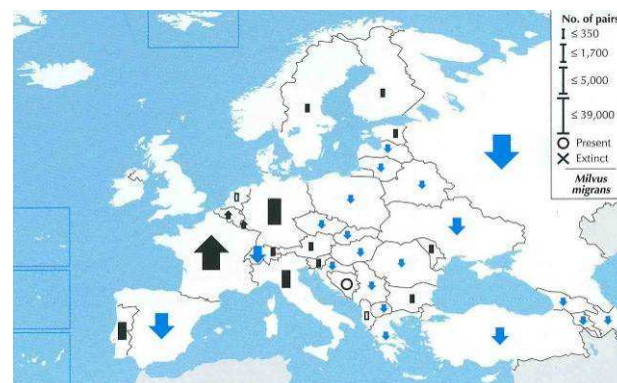 No. of pairs
≤ 350
≤ 1,700
≤ 5,000
≤ 39,000
Present
Extinct
Milvus
migrans